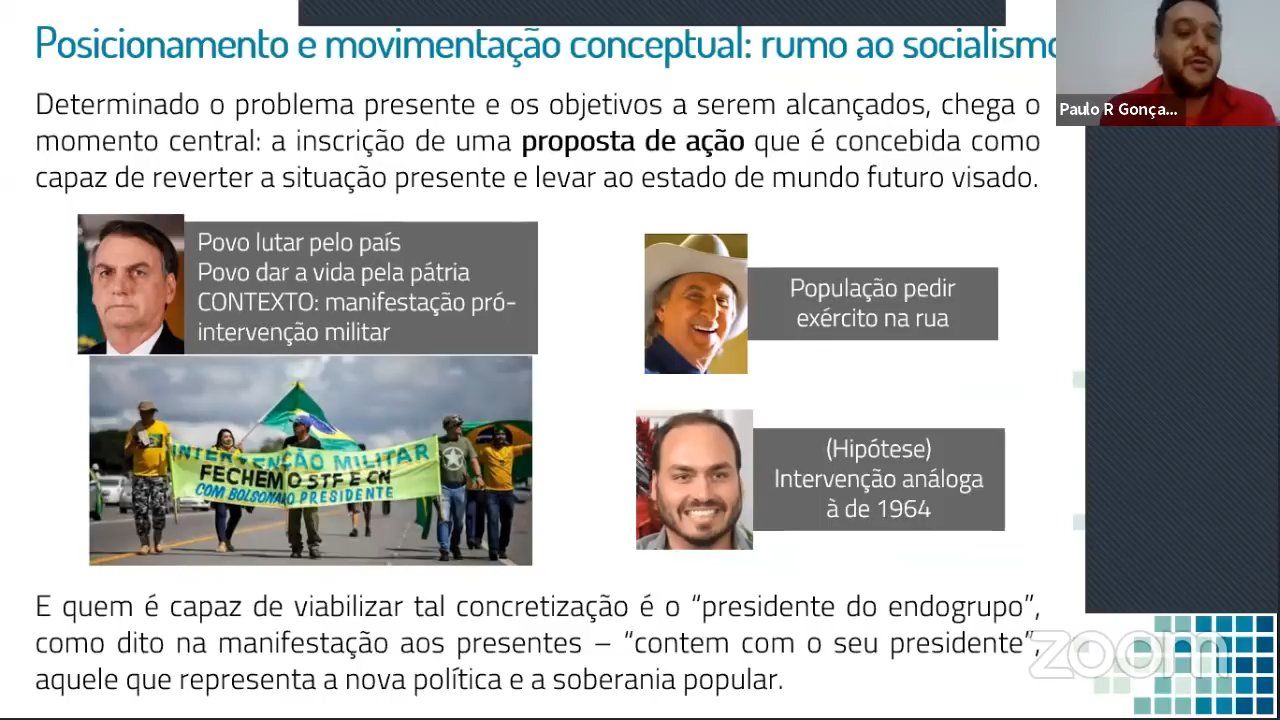 Posicionamento e movimentação conceptual: rumo ao socialismo
Paulo R Gonça...
Determinado o problema presente e os objetivos a serem alcançados, chega o
momento central: a inscrição de uma proposta de ação que é concebida como
capaz de reverter a situação presente e levar ao estado de mundo futuro visado.
Povo lutar pelo país
Povo dar a vida pela pátria
CONTEXTO: manifestação pró-
intervenção militar
População pedir
exército na rua
INTERVENÇÃO MILITAR
FECHEM O STF E CN
COM BOLSONARO PRESIDENTE
(Hipótese)
Intervenção análoga
à de 1964
E quem é capaz de viabilizar tal concretização é o “presidente do endogrupo”,
como dito na manifestação aos presentes – “contem com o seu presidente”,
aquele que representa a nova política e a soberania popular.
zoom